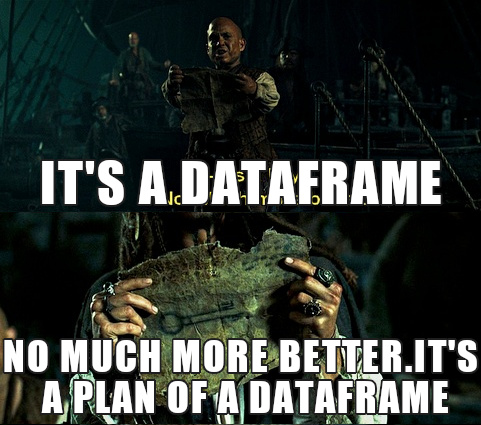 IT'S A DATAFRAME
NO MUCH MORE BETTER.IT'S
A PLAN OF A DATAFRAME